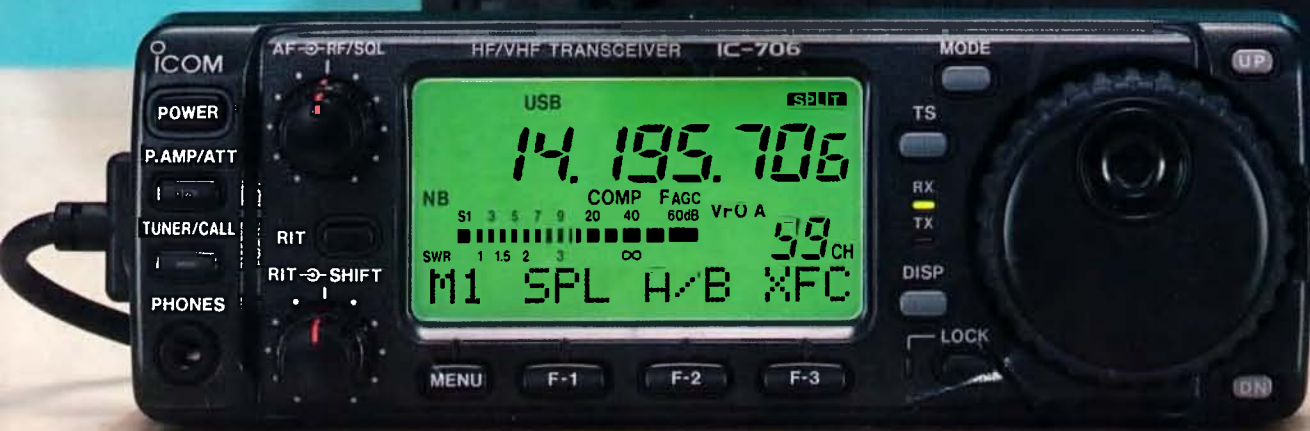 ICOM
AF RF/SQL
HF/VHF TRANSCEIVER IC-706
MODE
UP
POWER
USB
SPLIT
TS
14.195.706
P.AMP/ATT
RX
NB COMP FAGC
S1 3 5 7 9 20 40 60dB VFO A
TX
TUNER/CALL
RIT
99 CH
SWR 1 1.5 2 3 ∞
RIT SHIFT
M1 SPL A/B XFC
DISP
PHONES
LOCK
MENU F-1 F-2 F-3
DN